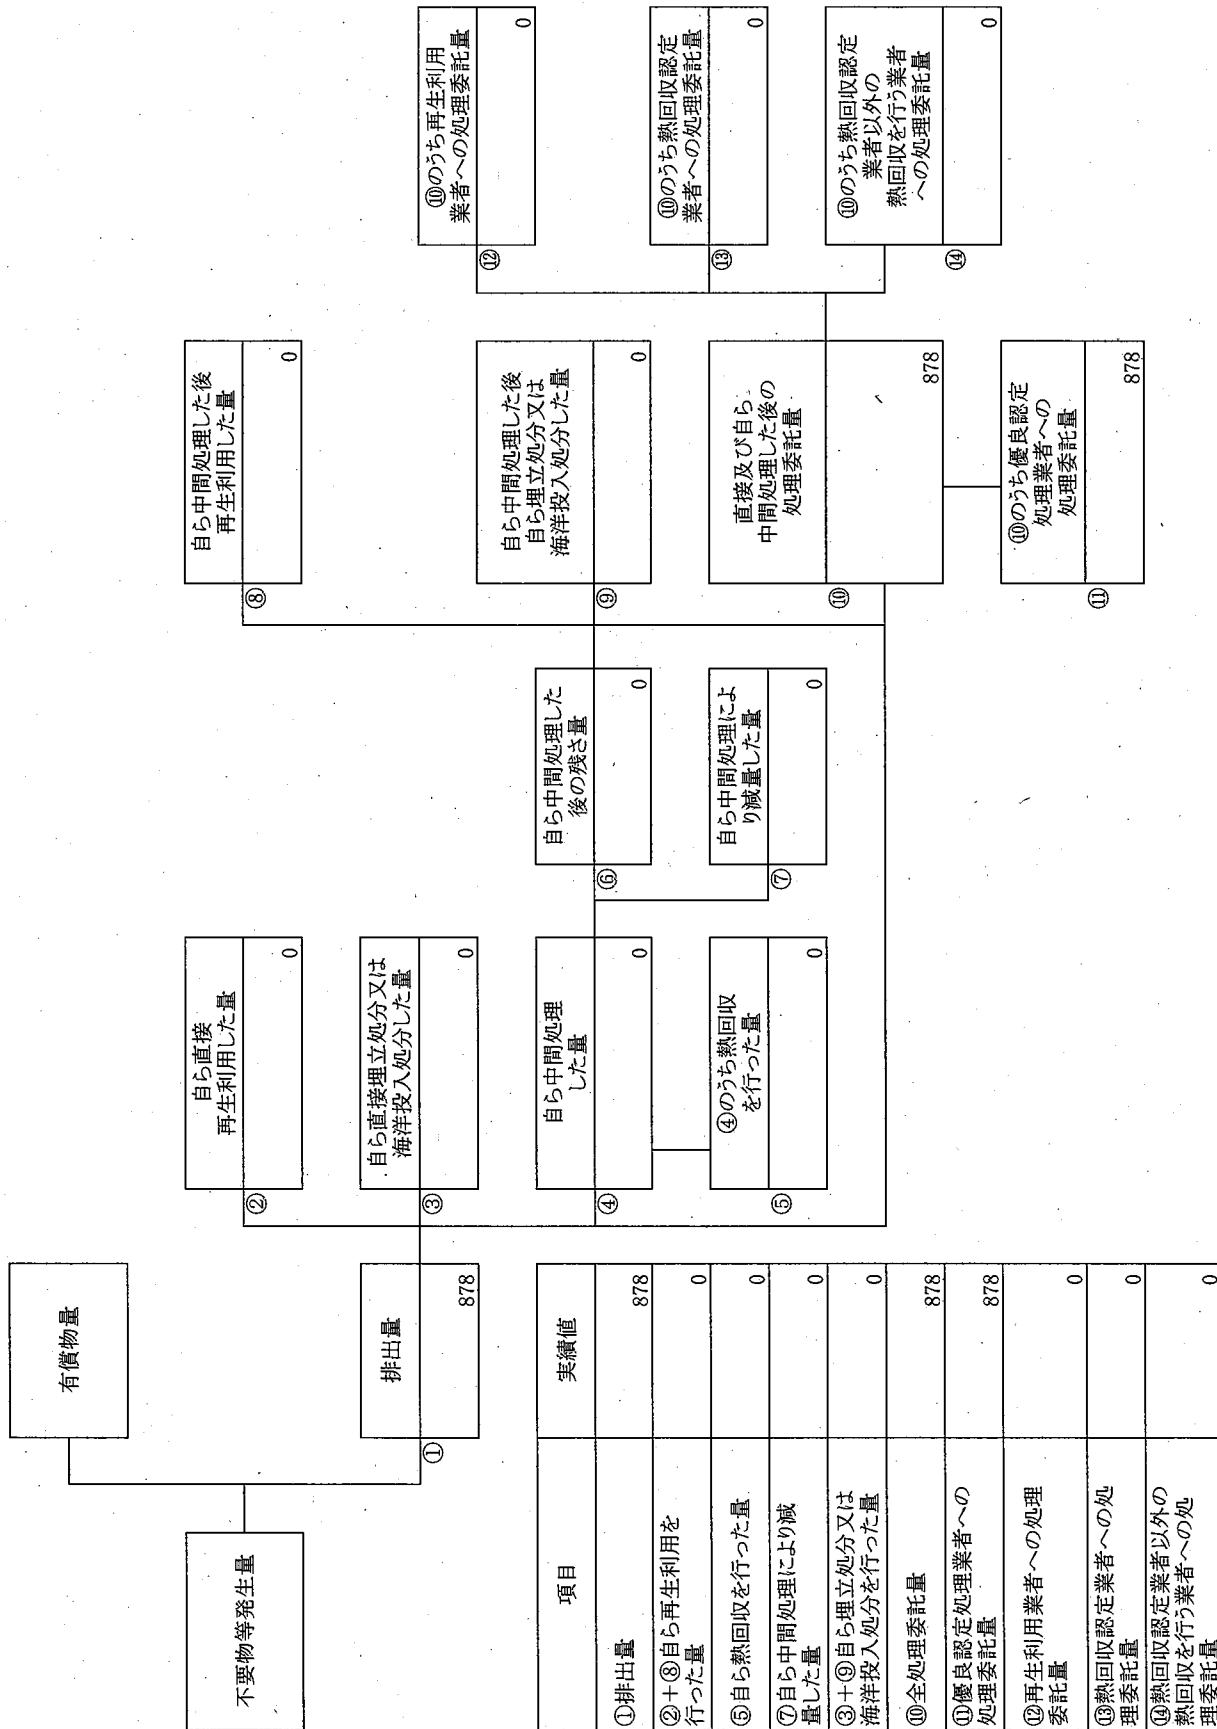 不要物等発生量
有償物量
排出量
①
878
自ら直接
再生利用した量
②
0
自ら直接埋立処分又は
海洋投入処分した量
③
0
自ら中間処理
した量
④
0
④のうち熱回収
を行った量
⑤
0
自ら中間処理した
後の残さ量
⑥
0
自ら中間処理によ
り減量した量
⑦
0
自ら中間処理した後
再生利用した量
⑧
0
自ら中間処理した後
自ら埋立処分又は
海洋投入処分した量
⑨
0
直接及び自ら
中間処理した後の
処理委託量
⑩
878
⑩のうち優良認定
処理業者への
処理委託量
⑪
878
⑩のうち再生利用
業者への処理委託量
⑫
0
⑩のうち熱回収認定
業者への処理委託量
⑬
0
⑩のうち熱回収認定
業者以外の
熱回収を行う業者
への処理委託量
⑭
0
項目 実績値
①排出量 878
②+⑧自ら再生利用を
行った量 0
⑤自ら熱回収を行った量 0
⑦自ら中間処理により減
量した量 0
③+⑨自ら埋立処分又は
海洋投入処分を行った量 0
⑩全処理委託量 878
⑪優良認定処理業者への
処理委託量 878
⑫再生利用業者への処理
委託量 0
⑬熱回収認定業者への処
理委託量 0
⑭熱回収認定業者以外の
熱回収を行う業者への処
理委託量 0